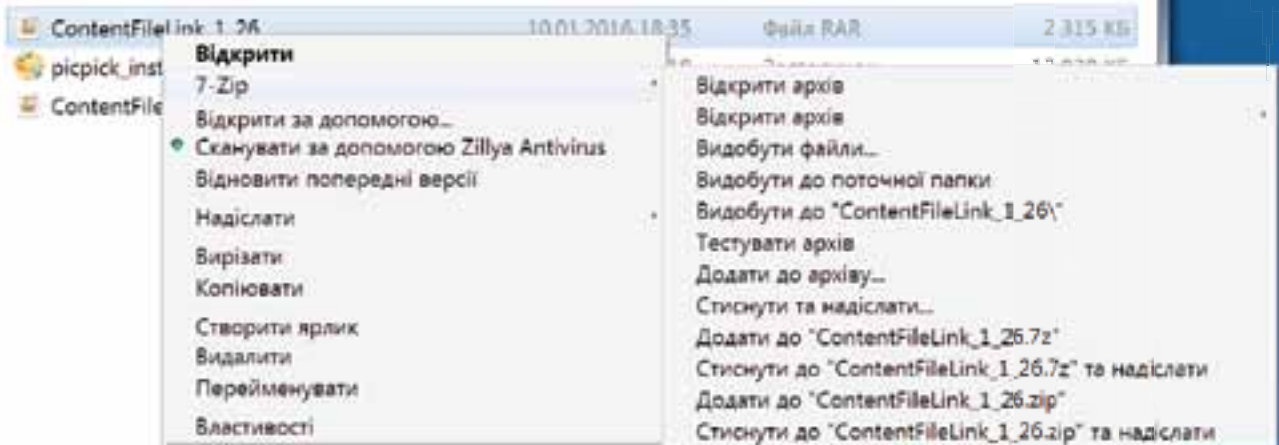 ContentFileLink_1_26 10.01.2016 18:35 Файл RAR 2 315 КБ
picpick_inst
ContentFile
Відкрити
7-Zip
Відкрити за допомогою...
Сканувати за допомогою Zillya Antivirus
Відновити попередні версії
Надіслати
Вирізати
Копіювати
Створити ярлик
Видалити
Перейменувати
Властивості
Відкрити архів
Відкрити архів
Видобути файли...
Видобути до поточної папки
Видобути до "ContentFileLink_1_26\"
Тестувати архів
Додати до архіву...
Стиснути та надіслати...
Додати до "ContentFileLink_1_26.7z"
Стиснути до "ContentFileLink_1_26.7z" та надіслати
Додати до "ContentFileLink_1_26.zip"
Стиснути до "ContentFileLink_1_26.zip" та надіслати